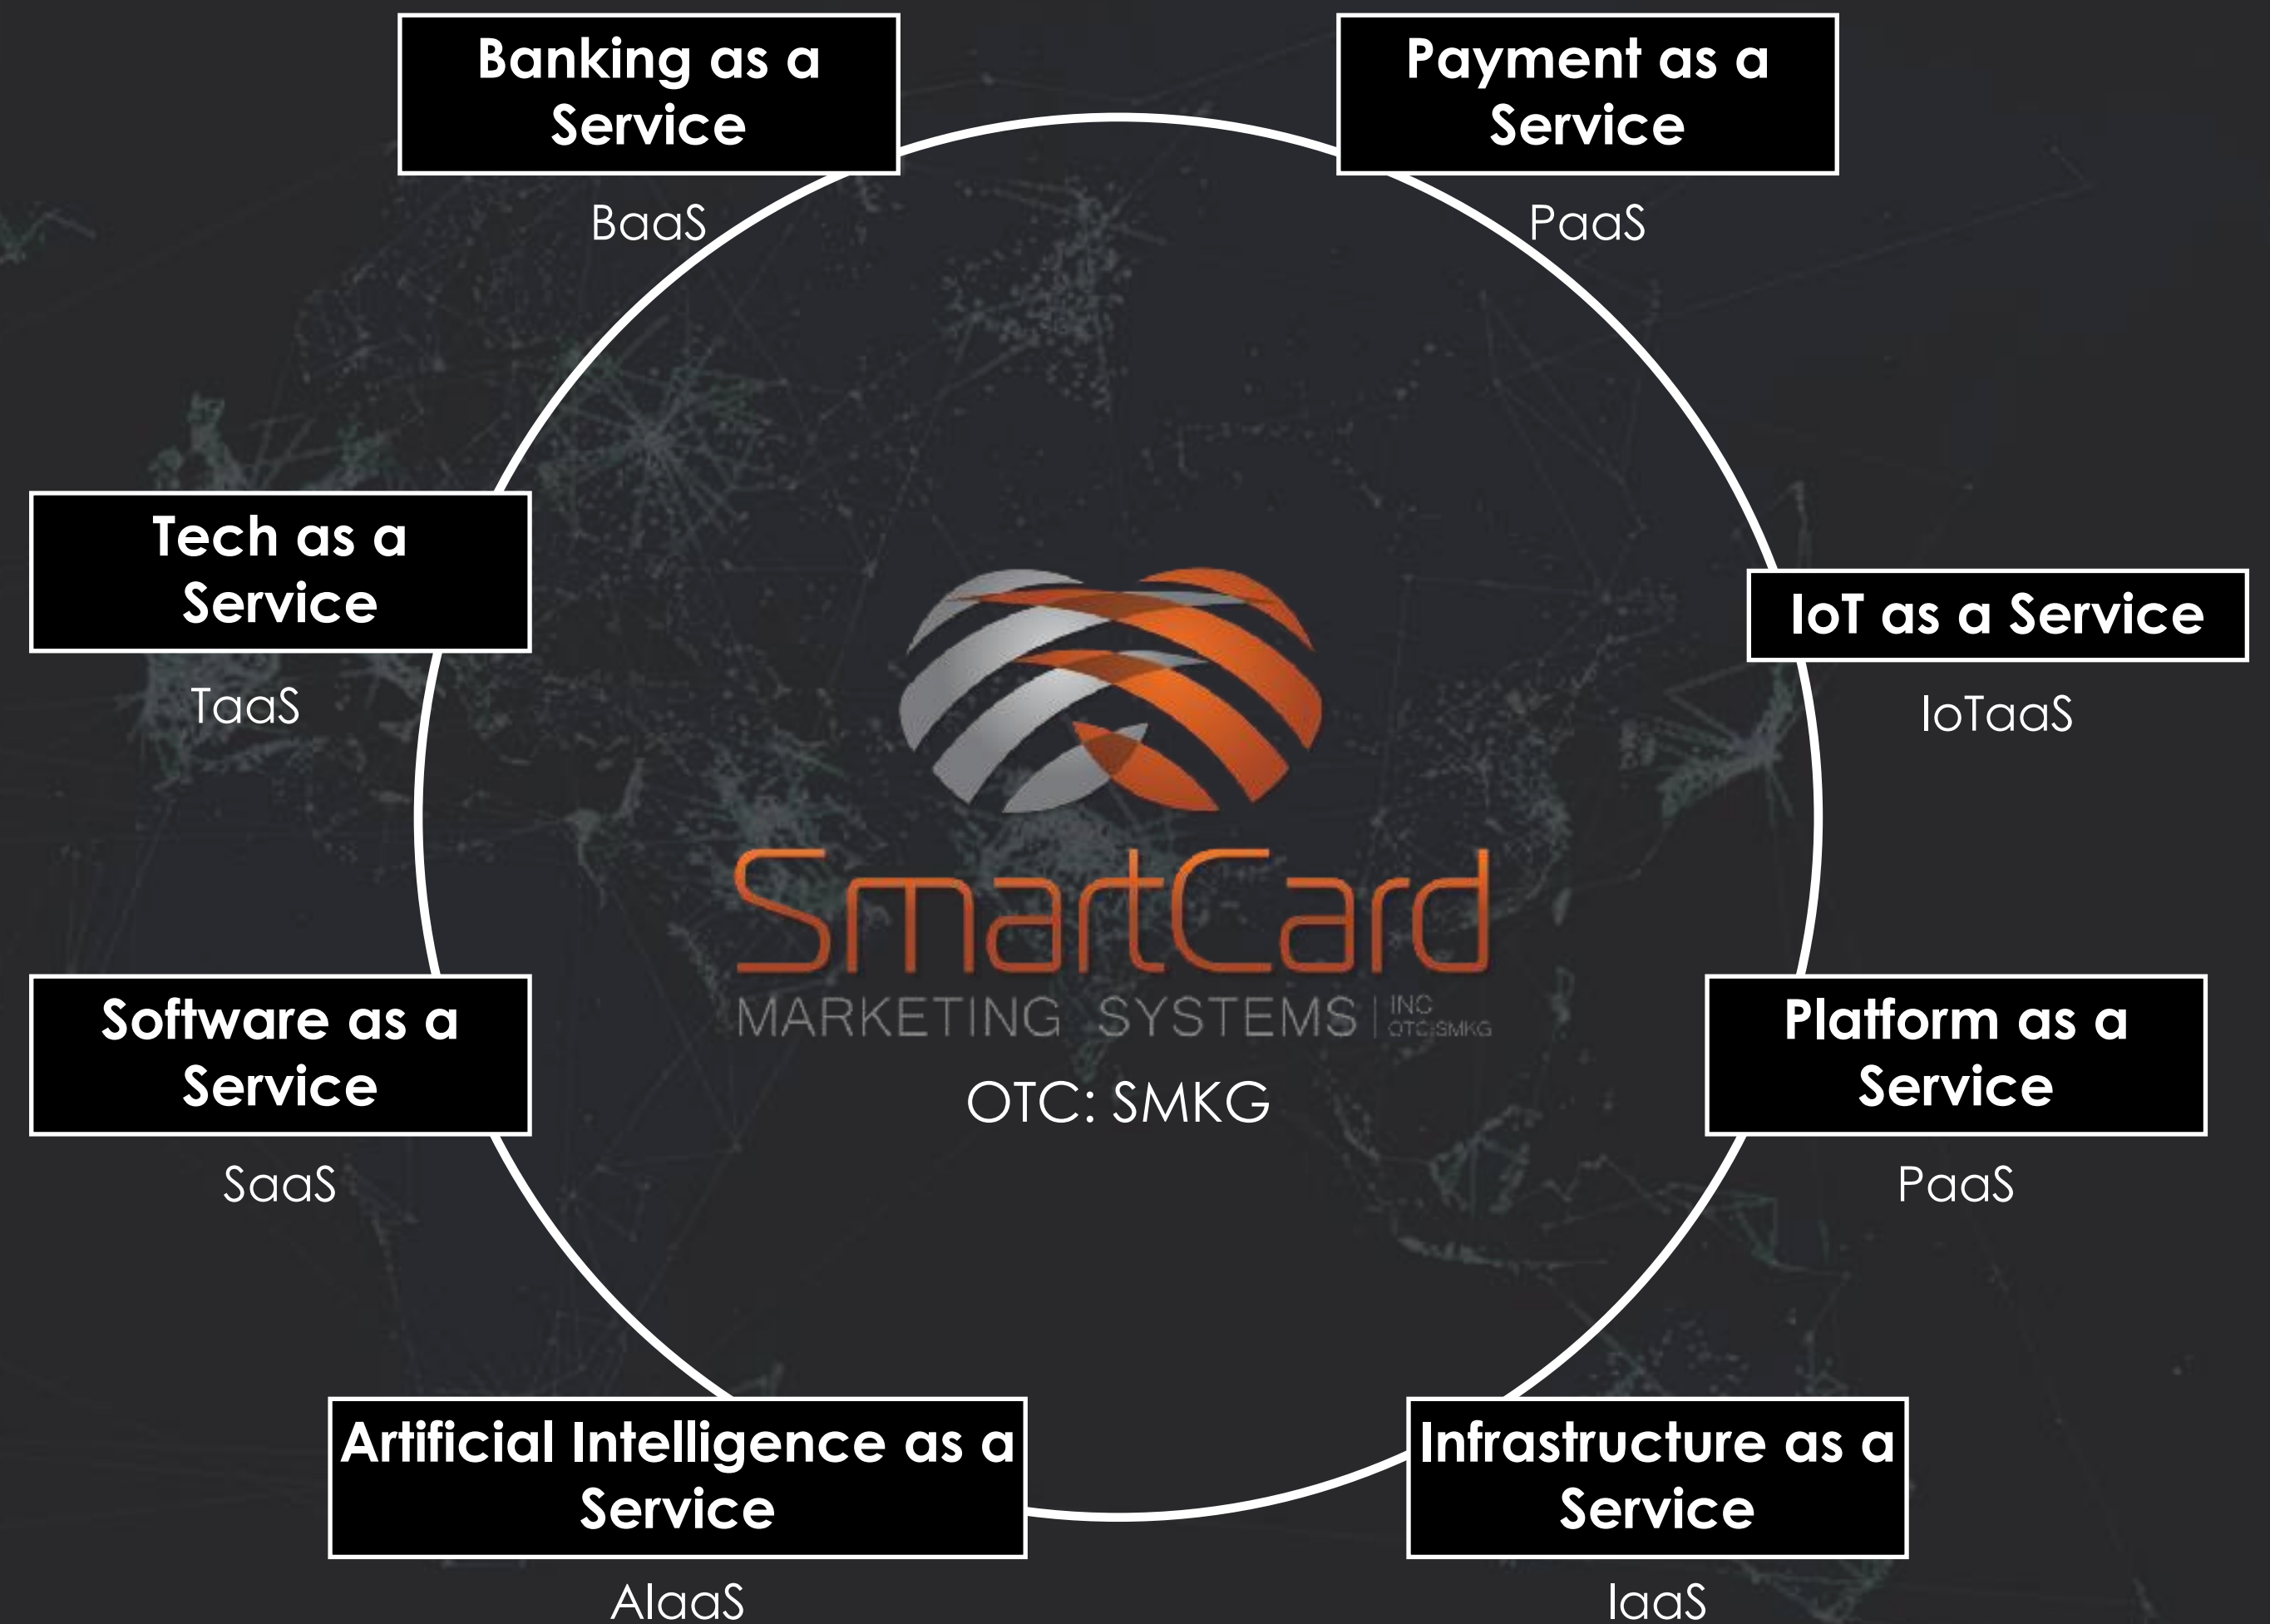 Banking as a
Service
BaaS
Payment as a
Service
PaaS
Tech as a
Service
TaaS
IoT as a Service
IoTaaS
SmartCard
MARKETING SYSTEMS | INC
OTC:SMKG
OTC: SMKG
Software as a
Service
SaaS
Platform as a
Service
PaaS
Artificial Intelligence as a
Service
AIaaS
Infrastructure as a
Service
IaaS